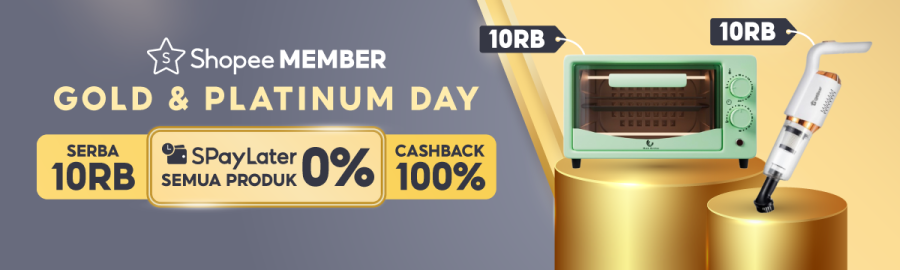 S
Shopee MEMBER
GOLD & PLATINUM DAY
SERBA
10RB
SPayLater
SEMUA PRODUK
0%
CASHBACK
100%
10RB
10RB